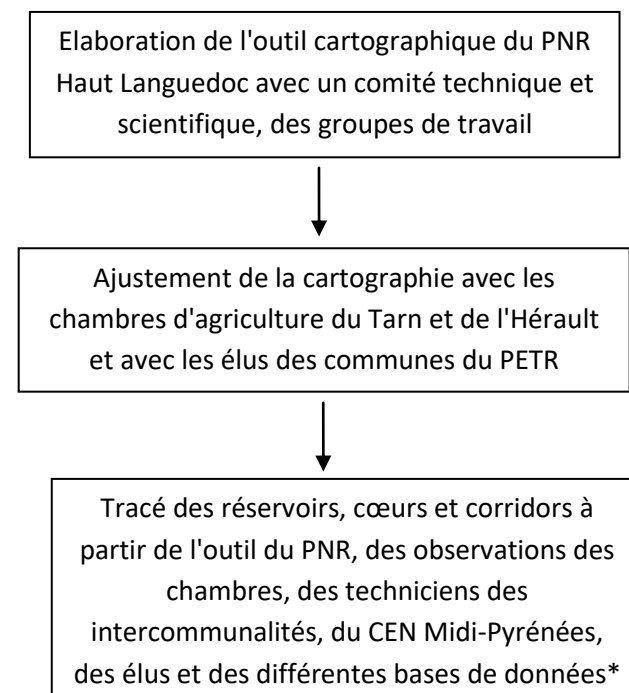 Elaboration de l'outil cartographique du PNR
Haut Languedoc avec un comité technique et
scientifique, des groupes de travail
Ajustement de la cartographie avec les
chambres d'agriculture du Tarn et de l'Hérault
et avec les élus des communes du PETR
Tracé des réservoirs, cœurs et corridors à
partir de l'outil du PNR, des observations des
chambres, des techniciens des
intercommunalités, du CEN Midi-Pyrénées,
des élus et des différentes bases de données*